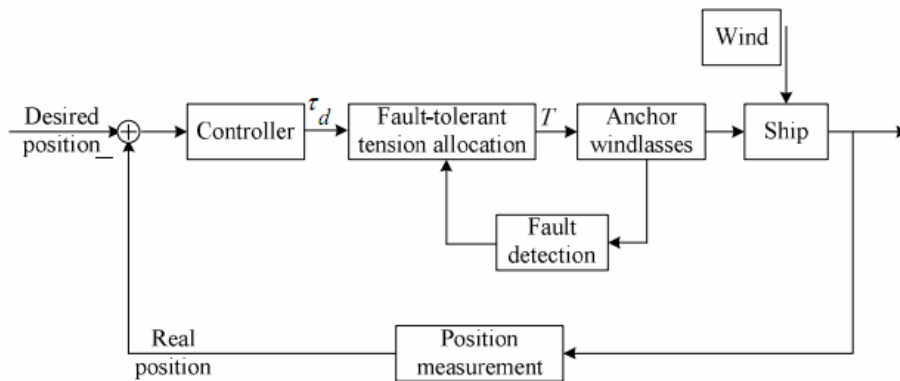 Wind
Desired
position
−
Controller
τd
Fault-tolerant
tension allocation
T
Anchor
windlasses
Ship
Fault
detection
Real
position
Position
measurement